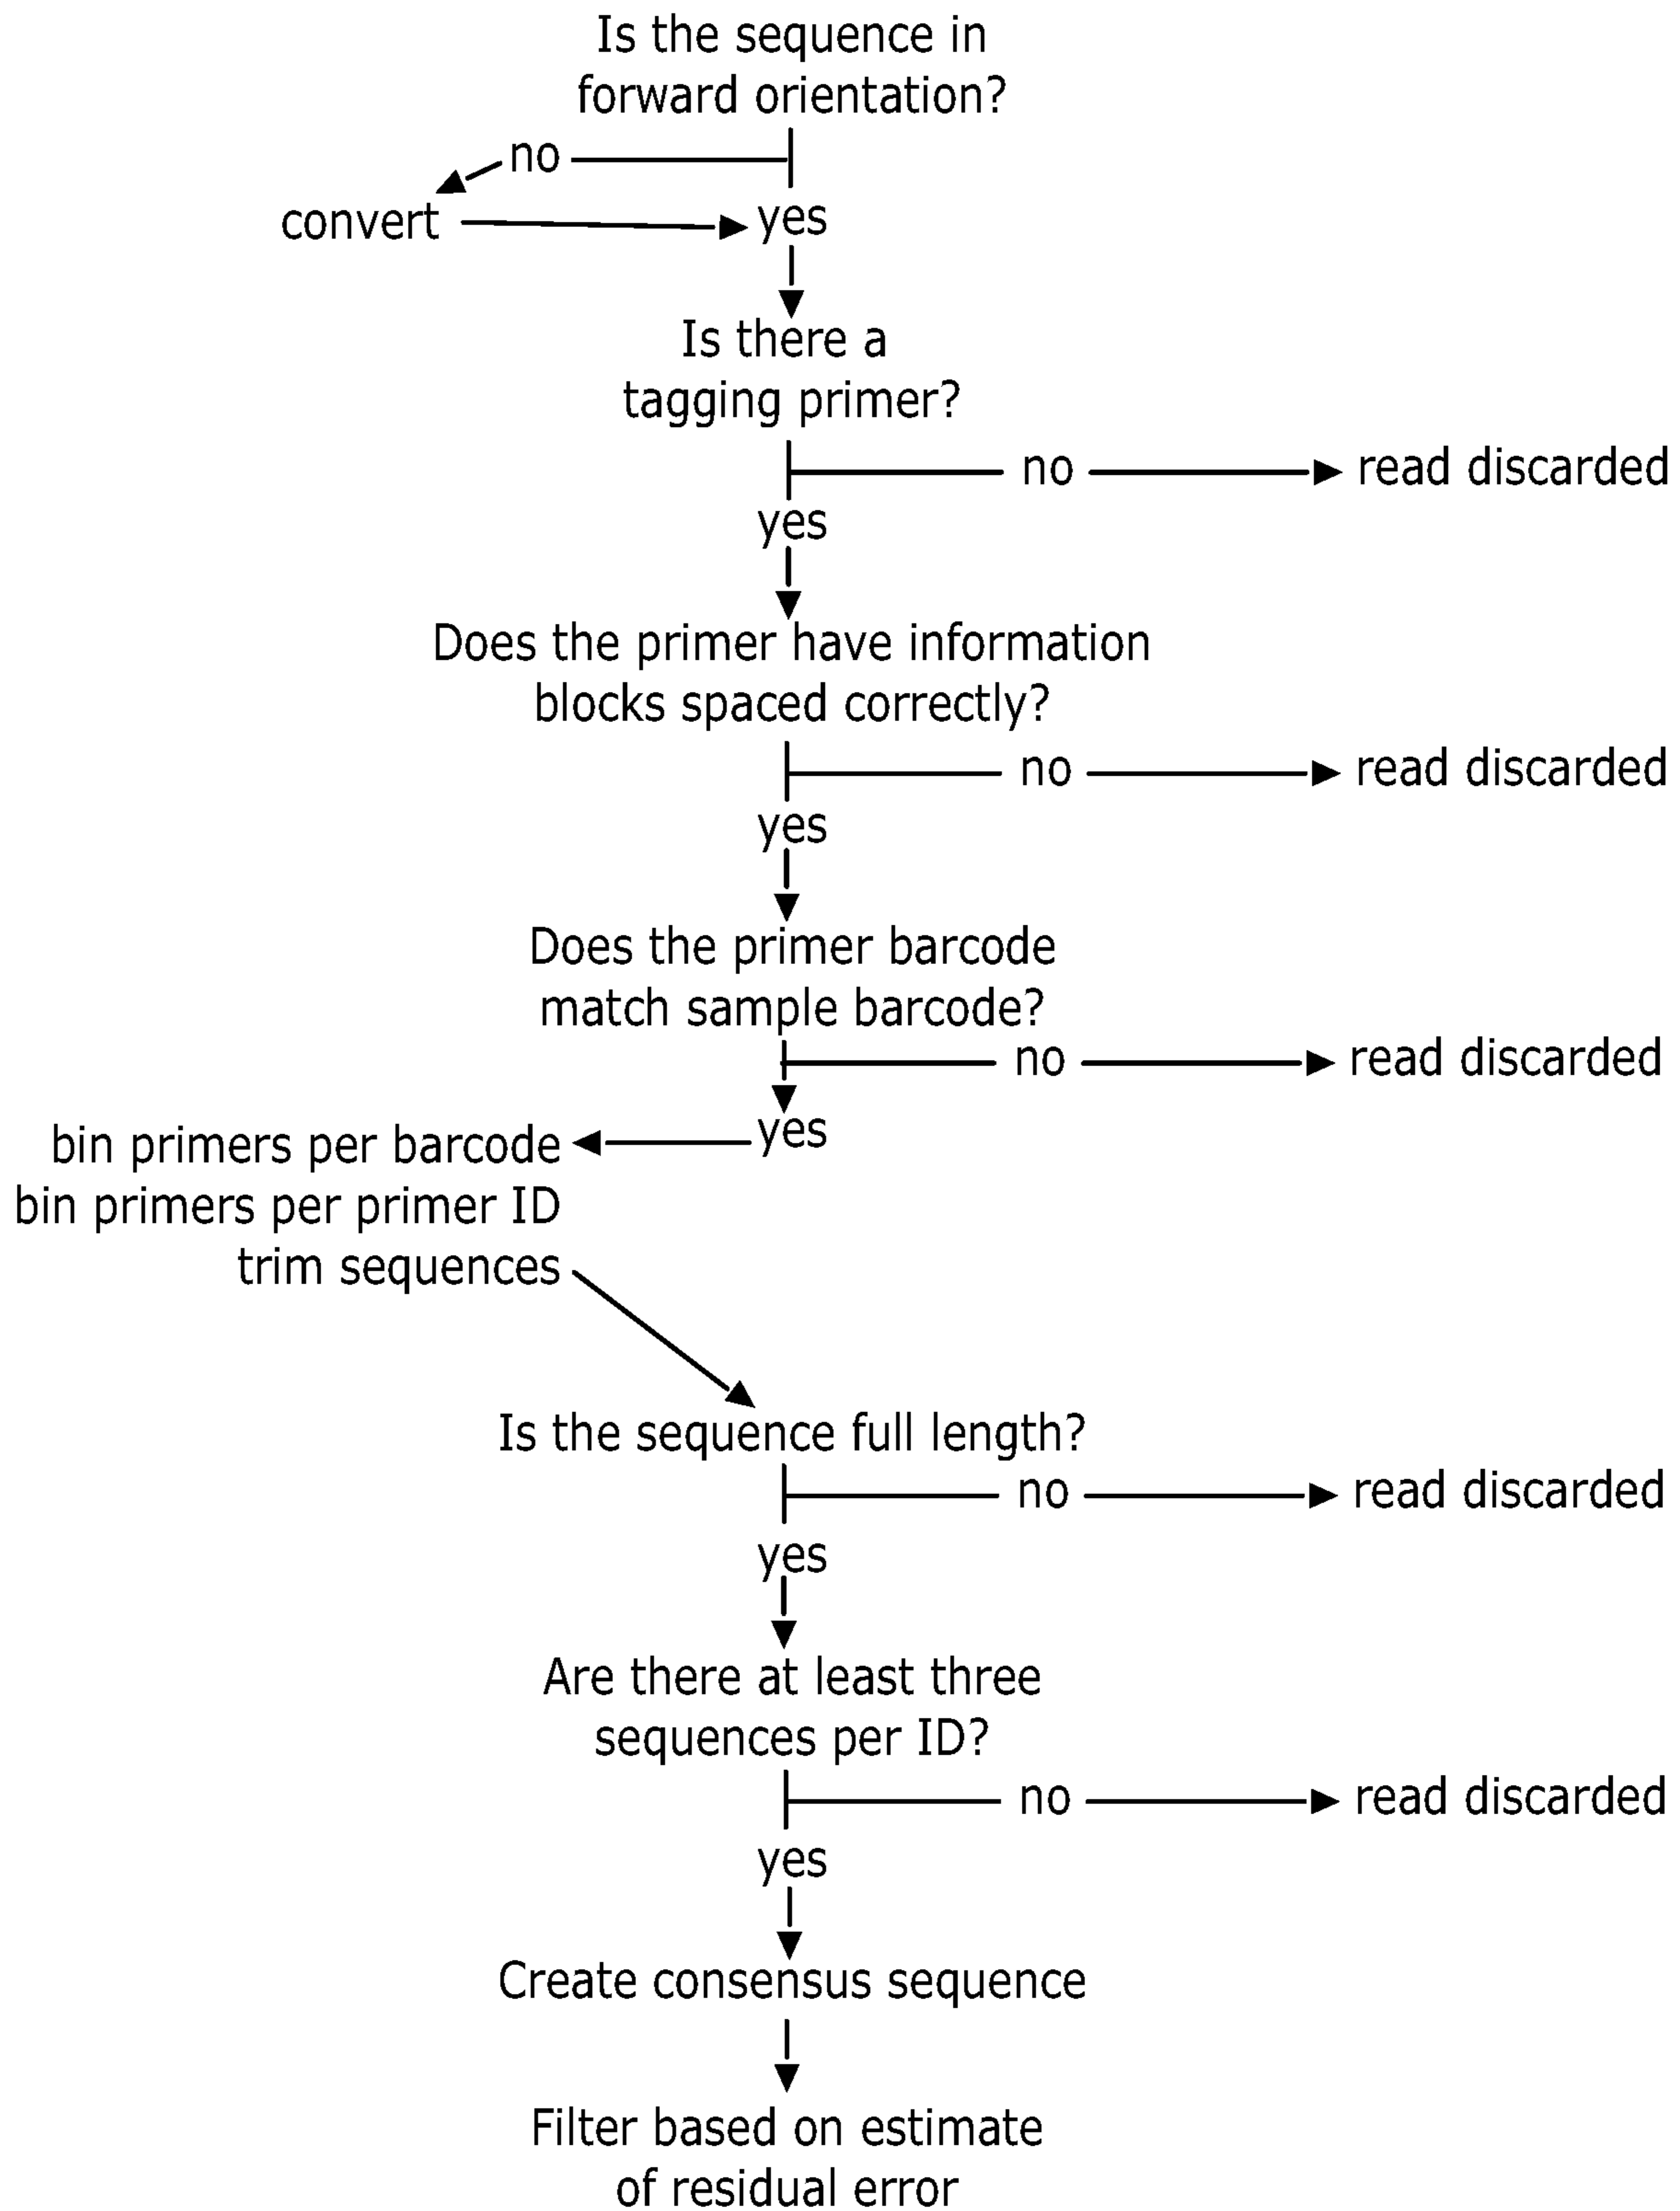 Is the sequence in
forward orientation?
no
convert
yes
Is there a
tagging primer?
no
read discarded
yes
Does the primer have information
blocks spaced correctly?
no
read discarded
yes
Does the primer barcode
match sample barcode?
no
read discarded
yes
bin primers per barcode
bin primers per primer ID
trim sequences
Is the sequence full length?
no
read discarded
yes
Are there at least three
sequences per ID?
no
read discarded
yes
Create consensus sequence
Filter based on estimate
of residual error